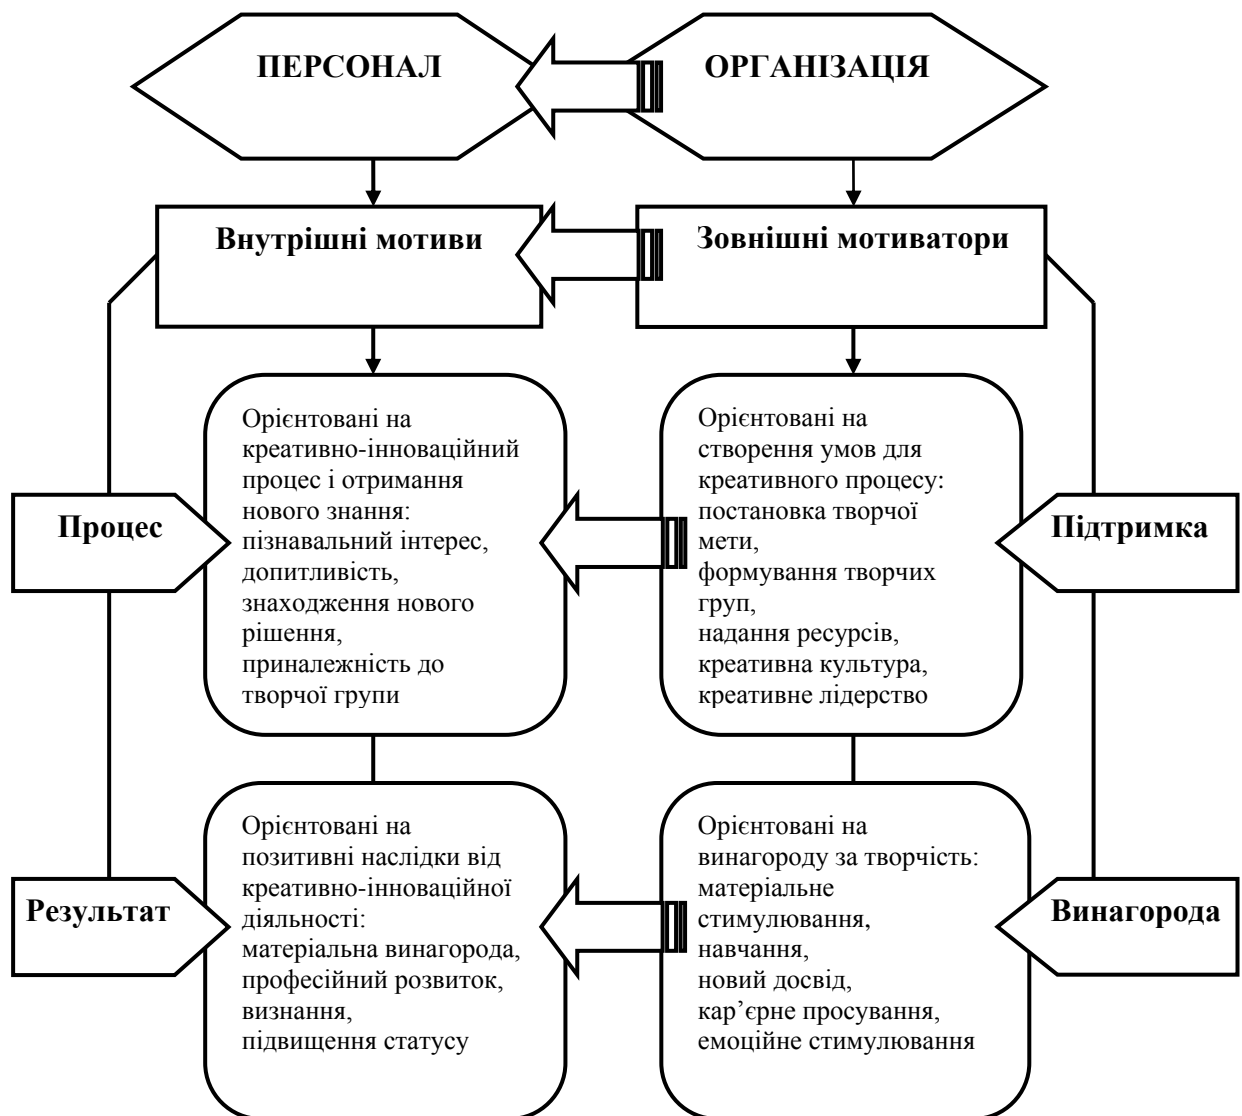 ПЕРСОНАЛ
ОРГАНІЗАЦІЯ
Внутрішні мотиви
Зовнішні мотиватори
Процес
Орієнтовані на
креативно-інноваційний
процес і отримання
нового знання:
пізнавальний інтерес,
допитливість,
знаходження нового
рішення,
приналежність до
творчої групи
Орієнтовані на
створення умов для
креативного процесу:
постановка творчої
мети,
формування творчих
груп,
надання ресурсів,
креативна культура,
креативне лідерство
Підтримка
Результат
Орієнтовані на
позитивні наслідки від
креативно-інноваційної
діяльності:
матеріальна винагорода,
професійний розвиток,
визнання,
підвищення статусу
Орієнтовані на
винагороду за творчість:
матеріальне
стимулювання,
навчання,
новий досвід,
кар’єрне просування,
емоційне стимулювання
Винагорода